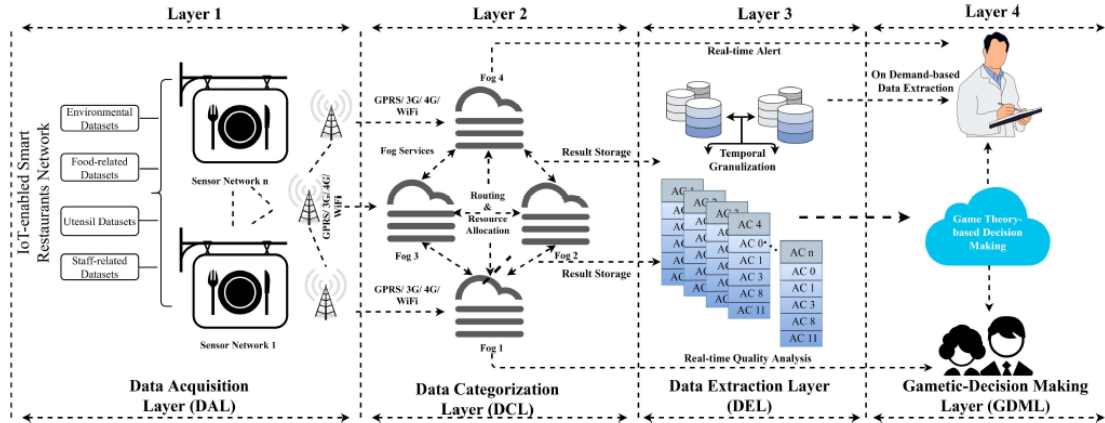 Layer 1
Layer 2
Layer 3
Layer 4
IoT-enabled Smart
Restaurants Network
Environmental
Datasets
Food-related
Datasets
Utensil Datasets
Staff-related
Datasets
Sensor Network n
Sensor Network 1
GPRS/ 3G/ 4G/
WiFi
GPRS/ 3G/ 4G/
WiFi
GPRS/ 3G/ 4G/
WiFi
Fog 4
Fog Services
Fog 3
Routing
&
Resource
Allocation
Fog 2
Fog 1
Result Storage
Result Storage
Real-time Alert
Temporal
Granulization
AC 4
AC 0
AC 1
AC 3
AC 8
AC 11
AC n
AC 0
AC 1
AC 3
AC 8
AC 11
Real-time Quality Analysis
On Demand-based
Data Extraction
Game Theory-
based Decision
Making
Data Acquisition
Layer (DAL)
Data Categorization
Layer (DCL)
Data Extraction Layer
(DEL)
Gametic-Decision Making
Layer (GDML)